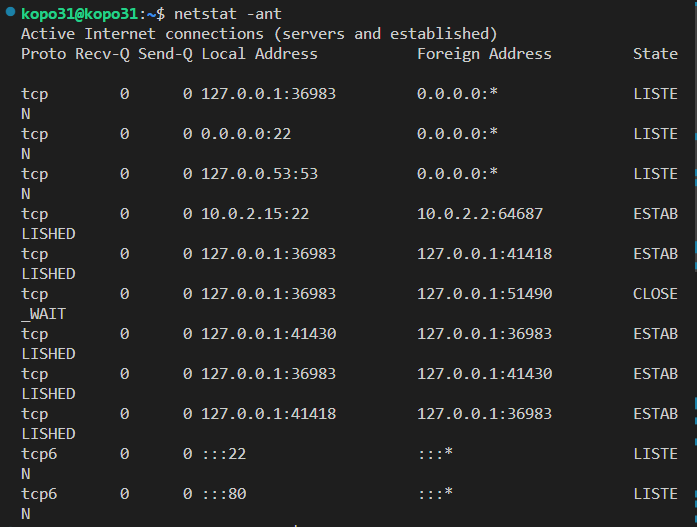 kopo31@kopo31:~$ netstat -ant
Active Internet connections (servers and established)
Proto Recv-Q Send-Q Local Address           Foreign Address         State
tcp        0      0 127.0.0.1:36983         0.0.0.0:*               LISTE
N
tcp        0      0 0.0.0.0:22              0.0.0.0:*               LISTE
N
tcp        0      0 127.0.0.53:53           0.0.0.0:*               LISTE
N
tcp        0      0 10.0.2.15:22            10.0.2.2:64687          ESTAB
LISHED
tcp        0      0 127.0.0.1:36983         127.0.0.1:41418         ESTAB
LISHED
tcp        0      0 127.0.0.1:36983         127.0.0.1:51490         CLOSE
_WAIT
tcp        0      0 127.0.0.1:41430         127.0.0.1:36983         ESTAB
LISHED
tcp        0      0 127.0.0.1:36983         127.0.0.1:41430         ESTAB
LISHED
tcp        0      0 127.0.0.1:41418         127.0.0.1:36983         ESTAB
LISHED
tcp6       0      0 :::22                   :::*                    LISTE
N
tcp6       0      0 :::80                   :::*                    LISTE
N